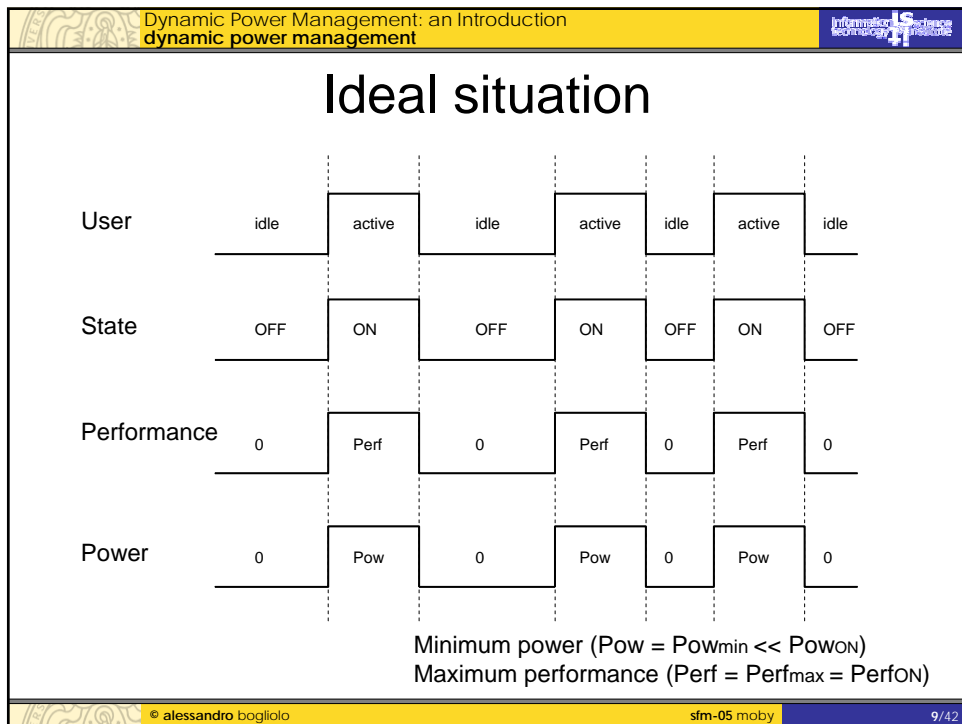 Dynamic Power Management: an Introduction
dynamic power management
Ideal situation
User idle active idle active idle active idle
State OFF ON OFF ON OFF ON OFF
Performance 0 Perf 0 Perf 0 Perf 0
Power 0 Pow 0 Pow 0 Pow 0
Minimum power (Pow = Powmin << PowON)
Maximum performance (Perf = Perfmax = PerfON)
© alessandro bogliolo sfm-05 moby 9/42